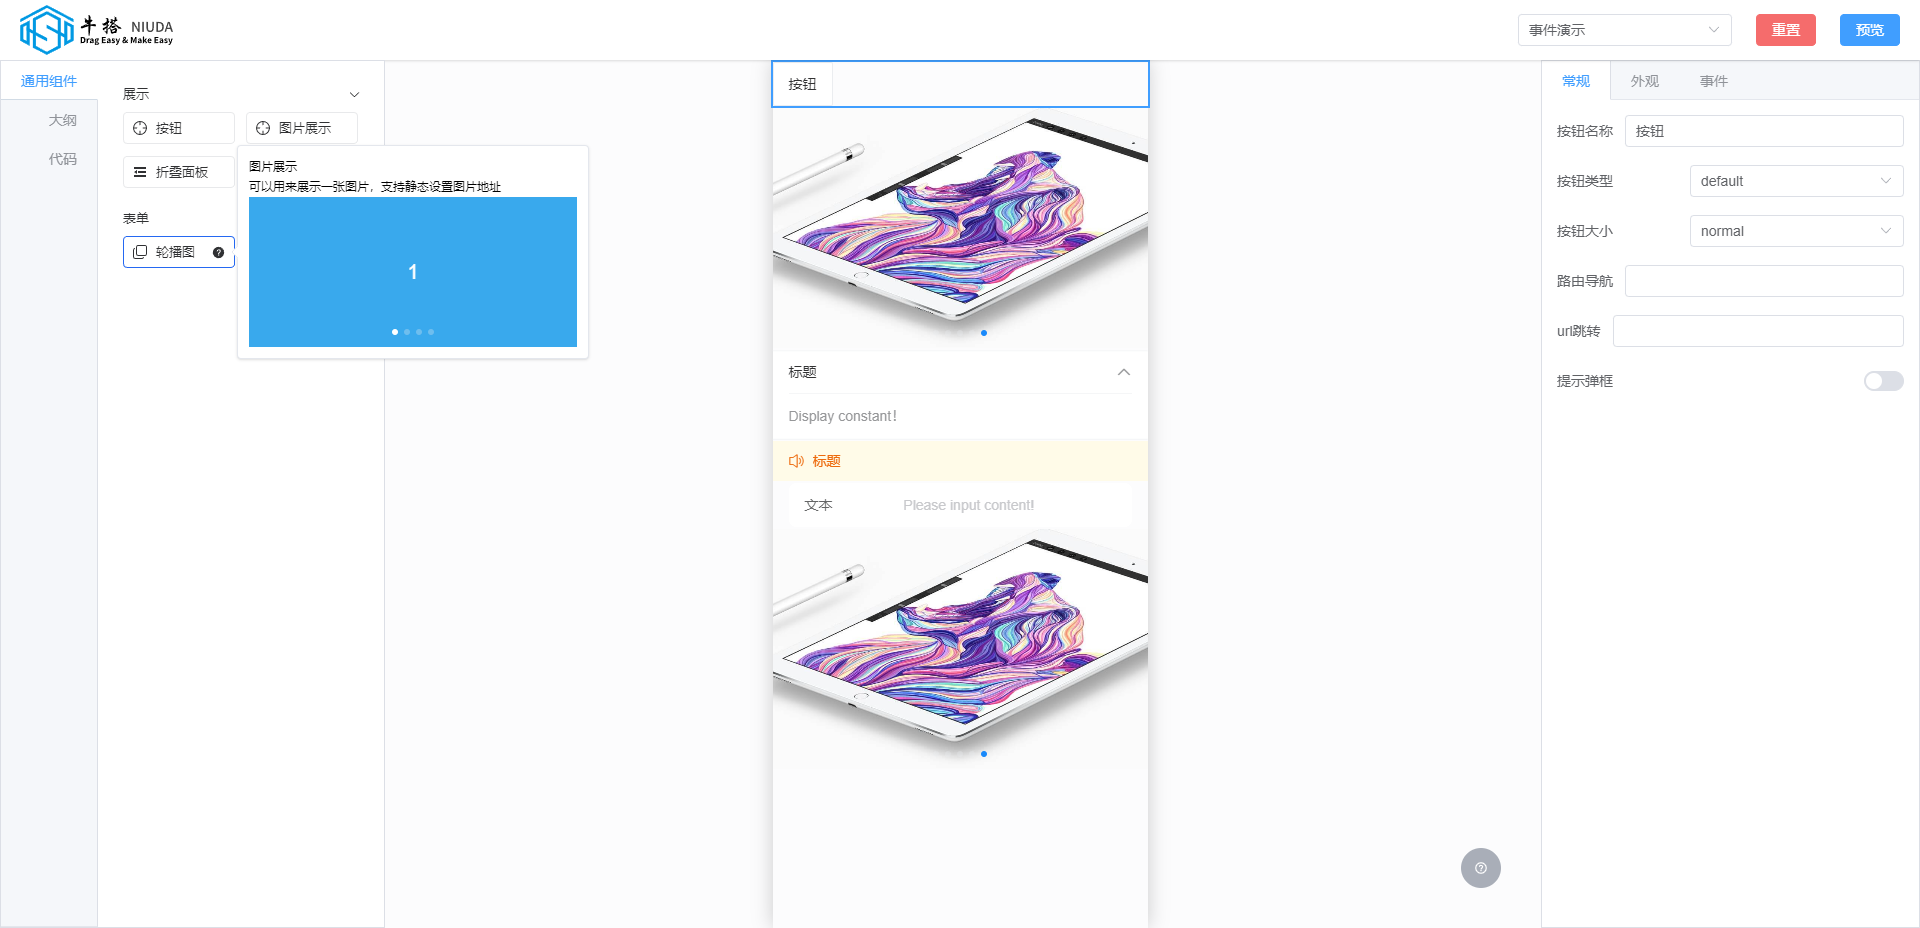 牛搭 NIUDA
Drag Easy & Make Easy
事件演示
重置
预览
通用组件
大纲
代码
展示
按钮
图片展示
折叠面板
表单
轮播图
图片展示
可以用来展示一张图片，支持静态设置图片地址
1
按钮
标题
Display constant!
标题
文本 Please input content!
常规 外观 事件
按钮名称 按钮
按钮类型 default
按钮大小 normal
路由导航
url跳转
提示弹框